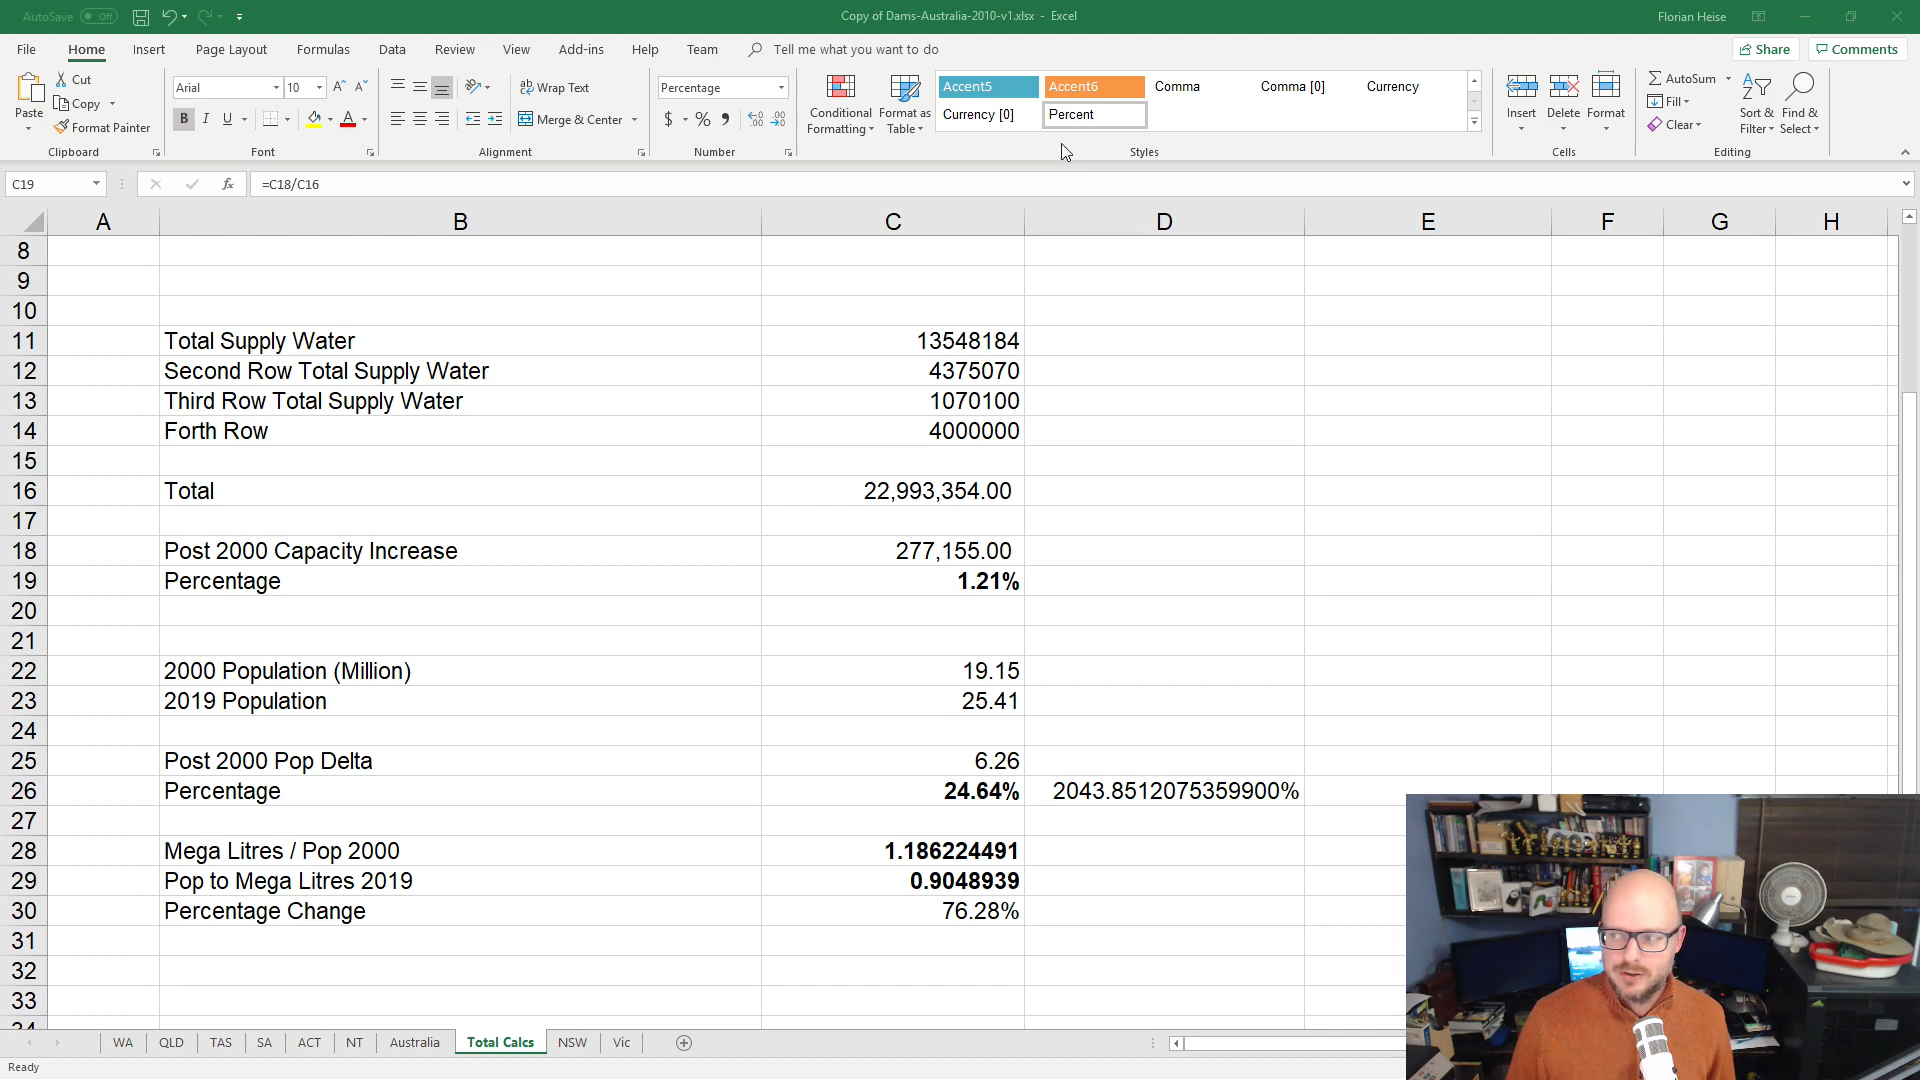 AutoSave Off
Copy of Dams-Australia-2010-v1.xlsx - Excel
Florian Heise
File Home Insert Page Layout Formulas Data Review View Add-ins Help Team Tell me what you want to do
Share Comments
Paste
Cut
Copy
Format Painter
Clipboard
Arial 10
B I U
Font
Wrap Text
Merge & Center
Alignment
Percentage
$ % ,
Number
Conditional Formatting
Format as Table
Accent5 Accent6 Comma Comma [0] Currency
Currency [0] Percent
Styles
Insert Delete Format
Cells
AutoSum
Fill
Clear
Sort & Filter
Find & Select
Editing
C19 fx =C18/C16
A B C D E F G H
8
9
10
11 Total Supply Water 13548184
12 Second Row Total Supply Water 4375070
13 Third Row Total Supply Water 1070100
14 Forth Row 4000000
15
16 Total 22,993,354.00
17
18 Post 2000 Capacity Increase 277,155.00
19 Percentage 1.21%
20
21
22 2000 Population (Million) 19.15
23 2019 Population 25.41
24
25 Post 2000 Pop Delta 6.26
26 Percentage 24.64% 2043.8512075359900%
27
28 Mega Litres / Pop 2000 1.186224491
29 Pop to Mega Litres 2019 0.9048939
30 Percentage Change 76.28%
31
32
33
34
WA QLD TAS SA ACT NT Australia Total Calcs NSW Vic
Ready